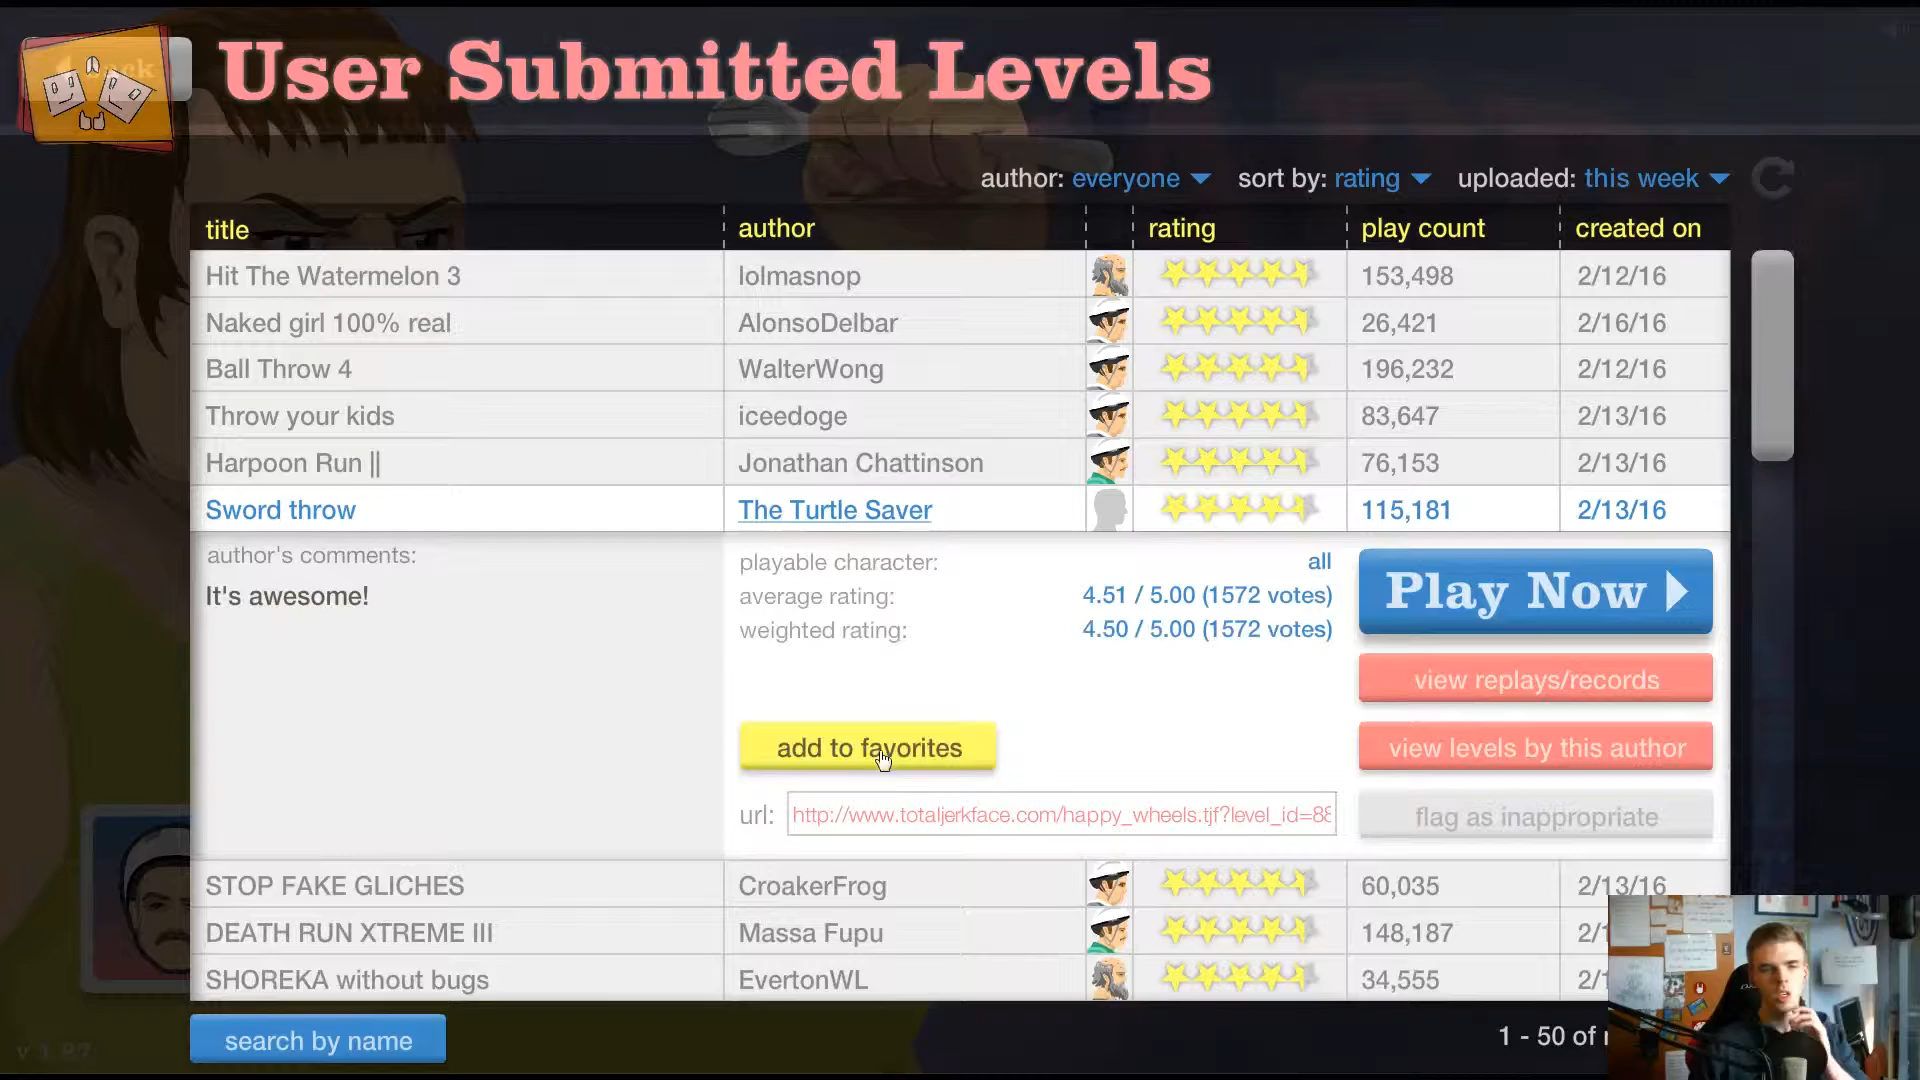 User Submitted Levels
author: everyone sort by: rating uploaded: this week
title author rating play count created on
Hit The Watermelon 3 lolmasnop 153,498 2/12/16
Naked girl 100% real AlonsoDelbar 26,421 2/16/16
Ball Throw 4 WalterWong 196,232 2/12/16
Throw your kids iceedoge 83,647 2/13/16
Harpoon Run || Jonathan Chattinson 76,153 2/13/16
Sword throw The Turtle Saver 115,181 2/13/16
author's comments:
It's awesome!
playable character: all
average rating: 4.51 / 5.00 (1572 votes)
weighted rating: 4.50 / 5.00 (1572 votes)
Play Now
view replays/records
add to favorites
view levels by this author
url: http://www.totaljerkface.com/happy_wheels.tjf?level_id=88
flag as inappropriate
STOP FAKE GLICHES CroakerFrog 60,035 2/13/16
DEATH RUN XTREME III Massa Fupu 148,187 2/1
SHOREKA without bugs EvertonWL 34,555 2/1
search by name
1 - 50 of
v 1.87